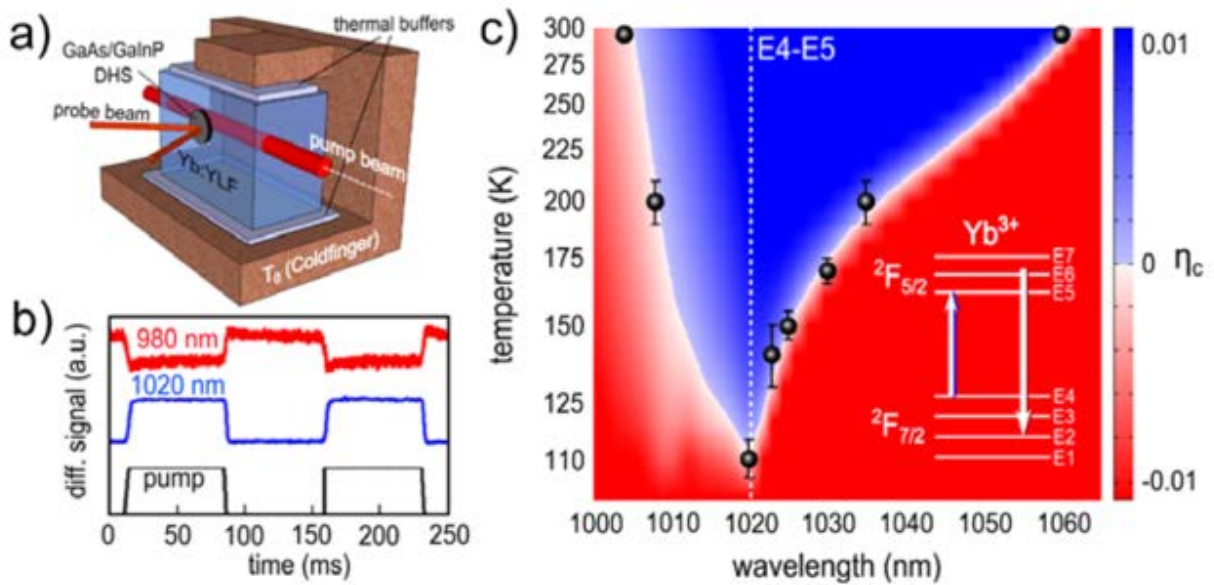 a)
GaAs/GaInP
DHS
thermal buffers
probe beam
pump beam
Yb:YLF
T₀ (Coldfinger)
b)
diff. signal (a.u.)
980 nm
1020 nm
pump
0 50 100 150 200 250
time (ms)
c)
temperature (K)
300
275
250
225
200
175
150
125
110
E4-E5
Yb³⁺
²F₅/₂
E7
E6
E5
²F₇/₂
E4
E3
E2
E1
1000 1010 1020 1030 1040 1050 1060
wavelength (nm)
0.01
0 ηc
-0.01